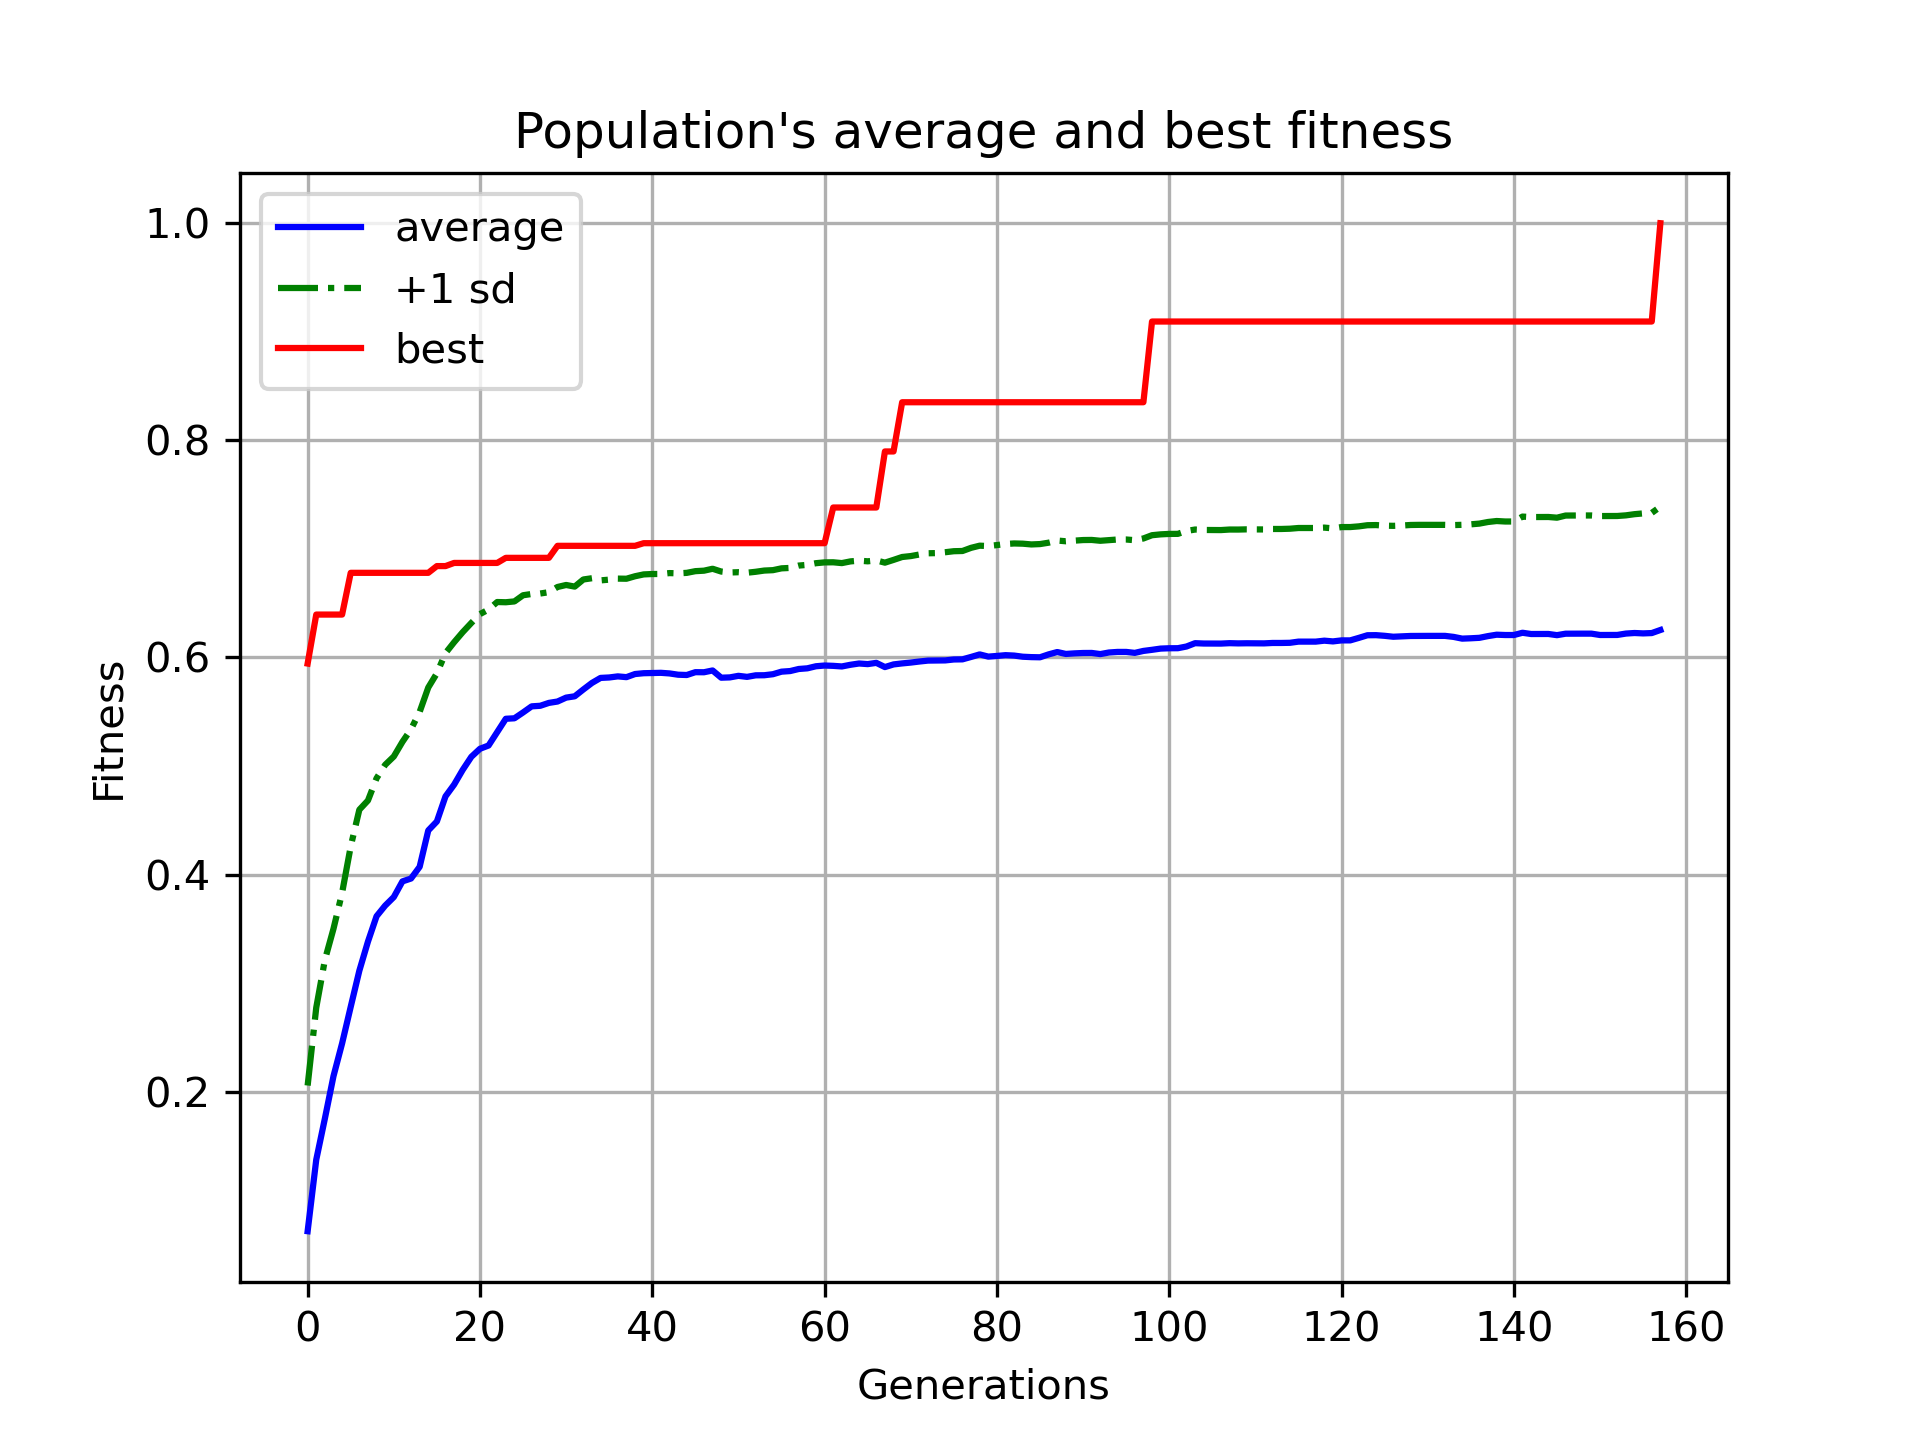 Population's average and best fitness
average
+1 sd
best
1.0
0.8
0.6
0.4
0.2
Fitness
0 20 40 60 80 100 120 140 160
Generations